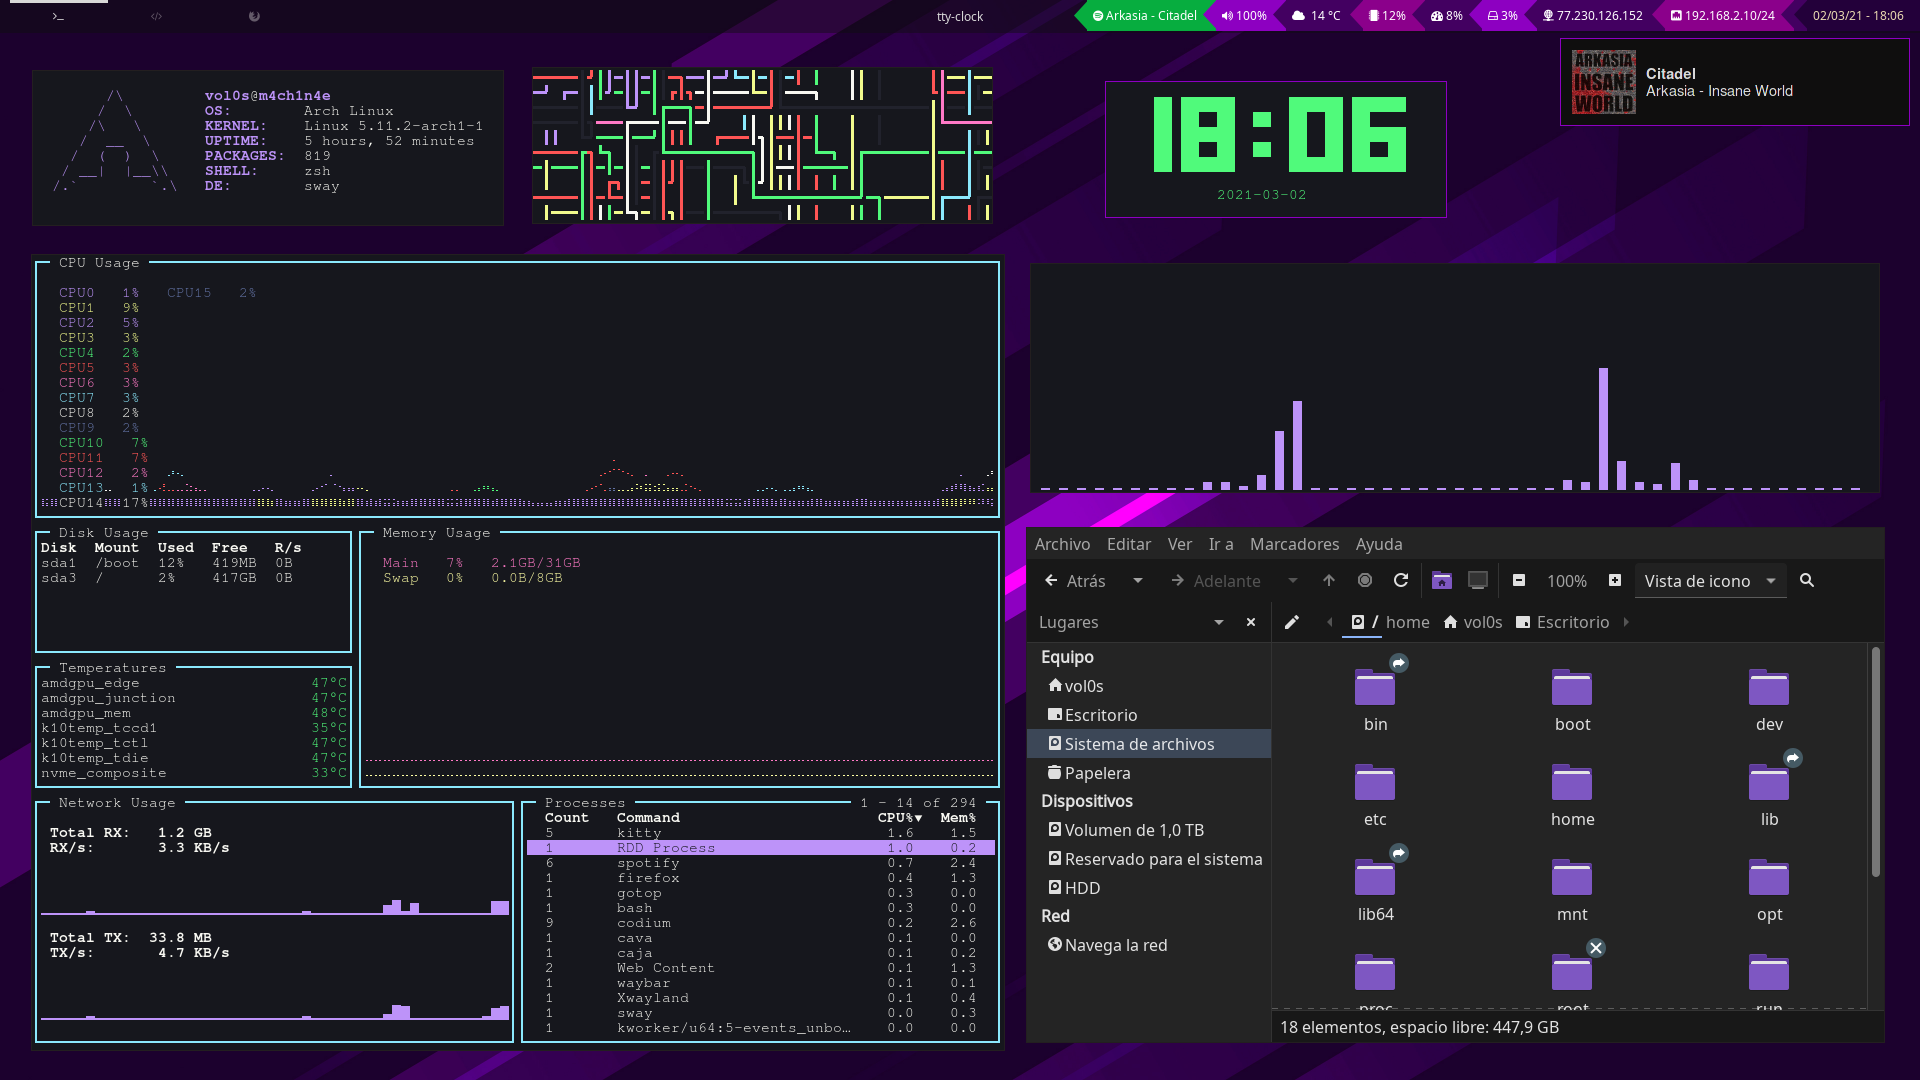 >_
</>
tty-clock
Arkasia - Citadel
100%
14 °C
12%
8%
3%
77.230.126.152
192.168.2.10/24
02/03/21 - 18:06
ARKASIA
INSANE
WORLD
Citadel
Arkasia - Insane World
vol0s@m4ch1n4e
OS: Arch Linux
KERNEL: Linux 5.11.2-arch1-1
UPTIME: 5 hours, 52 minutes
PACKAGES: 819
SHELL: zsh
DE: sway
18:06
2021-03-02
CPU Usage
CPU0 1% CPU15 2%
CPU1 9%
CPU2 5%
CPU3 3%
CPU4 2%
CPU5 3%
CPU6 3%
CPU7 3%
CPU8 2%
CPU9 2%
CPU10 7%
CPU11 7%
CPU12 2%
CPU13 1%
CPU14 17%
Disk Usage
Disk Mount Used Free R/s
sda1 /boot 12% 419MB 0B
sda3 / 2% 417GB 0B
Memory Usage
Main 7% 2.1GB/31GB
Swap 0% 0.0B/8GB
Temperatures
amdgpu_edge 47°C
amdgpu_junction 47°C
amdgpu_mem 48°C
k10temp_tccd1 35°C
k10temp_tctl 47°C
k10temp_tdie 47°C
nvme_composite 33°C
Network Usage
Total RX: 1.2 GB
RX/s: 3.3 KB/s
Total TX: 33.8 MB
TX/s: 4.7 KB/s
Processes 1 - 14 of 294
Count Command CPU%▼ Mem%
5 kitty 1.6 1.5
1 RDD Process 1.0 0.2
6 spotify 0.7 2.4
1 firefox 0.4 1.3
1 gotop 0.3 0.0
1 bash 0.3 0.0
9 codium 0.2 2.6
1 cava 0.1 0.0
1 caja 0.1 0.2
2 Web Content 0.1 1.3
1 waybar 0.1 0.1
1 Xwayland 0.1 0.4
1 sway 0.0 0.3
1 kworker/u64:5-events_unbo… 0.0 0.0
Archivo Editar Ver Ir a Marcadores Ayuda
Atrás Adelante 100% Vista de icono
Lugares
/ home vol0s Escritorio
Equipo
vol0s
Escritorio
Sistema de archivos
Papelera
Dispositivos
Volumen de 1,0 TB
Reservado para el sistema
HDD
Red
Navega la red
bin boot dev
etc home lib
lib64 mnt opt
proc root run
18 elementos, espacio libre: 447,9 GB